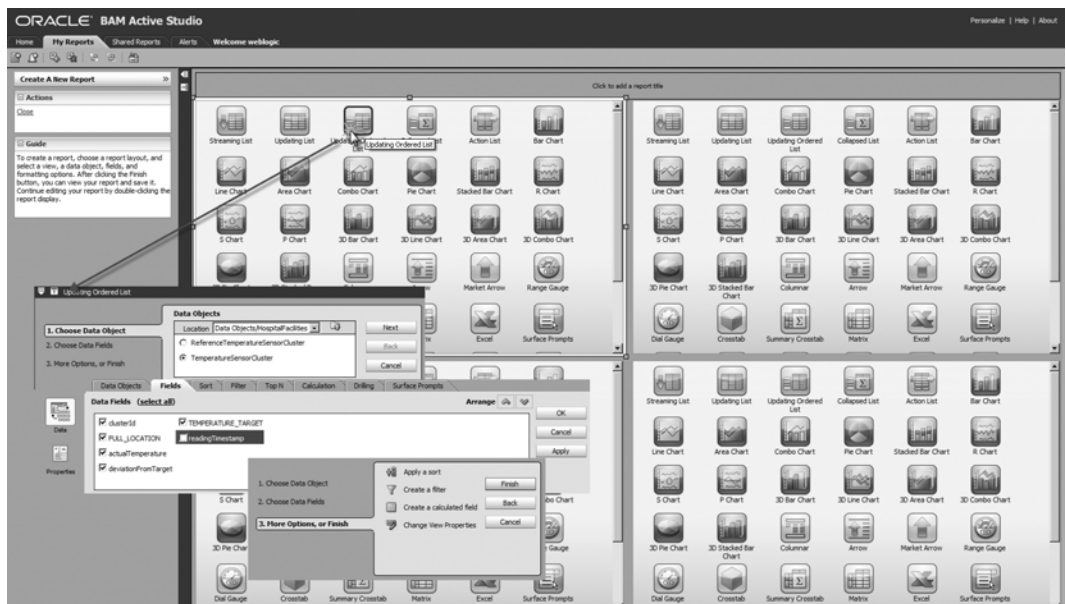 ORACLE BAM Active Studio
Personalize | Help | About
Home My Reports Shared Reports Alerts Welcome weblogic
Create A New Report »
Actions
Close
Guide
To create a report, choose a report layout, and
select a view, a data object, fields, and
formatting options. After clicking the Finish
button, you can view your report and save it.
Continue editing your report by double-clicking the
report display.
Click to add a report title
Streaming List Updating List List Action List Bar Chart
Updating Ordered List
Line Chart Area Chart Combo Chart Pie Chart Stacked Bar Chart R Chart
S Chart P Chart 3D Bar Chart 3D Line Chart 3D Area Chart 3D Combo Chart
Market Arrow Range Gauge
Excel Surface Prompts
Streaming List Updating List Updating Ordered List Collapsed List Action List Bar Chart
Line Chart Area Chart Combo Chart Pie Chart Stacked Bar Chart R Chart
S Chart P Chart 3D Bar Chart 3D Line Chart 3D Area Chart 3D Combo Chart
3D Pie Chart 3D Stacked Bar Chart Columnar Arrow Market Arrow Range Gauge
Dial Gauge Crosstab Summary Crosstab Matrix Excel Surface Prompts
Updating Ordered List
1. Choose Data Object
2. Choose Data Fields
3. More Options, or Finish
Data Objects
Location Data Objects/HospitalFacilities
ReferenceTemperatureSensorCluster
TemperatureSensorCluster
Next
Back
Cancel
Data Objects Fields Sort Filter Top N Calculation Drilling Surface Prompts
Data Fields (select all) Arrange
clusterId TEMPERATURE_TARGET
FULL_LOCATION readingTimestamp
actualTemperature
deviationFromTarget
OK
Cancel
Apply
Data
Properties
1. Choose Data Object
2. Choose Data Fields
3. More Options, or Finish
Apply a sort
Create a filter
Create a calculated field
Change View Properties
Finish
Back
Cancel
S Chart
3D Pie Char
Dial Gauge Crosstab Summary Crosstab Matrix Excel Surface Prompts
Streaming List Updating List Updating Ordered List Collapsed List Action List Bar Chart
Line Chart Area Chart Combo Chart Pie Chart Stacked Bar Chart R Chart
S Chart P Chart 3D Bar Chart 3D Line Chart 3D Area Chart 3D Combo Chart
3D Pie Chart 3D Stacked Bar Chart Columnar Arrow Market Arrow Range Gauge
Dial Gauge Crosstab Summary Crosstab Matrix Excel Surface Prompts